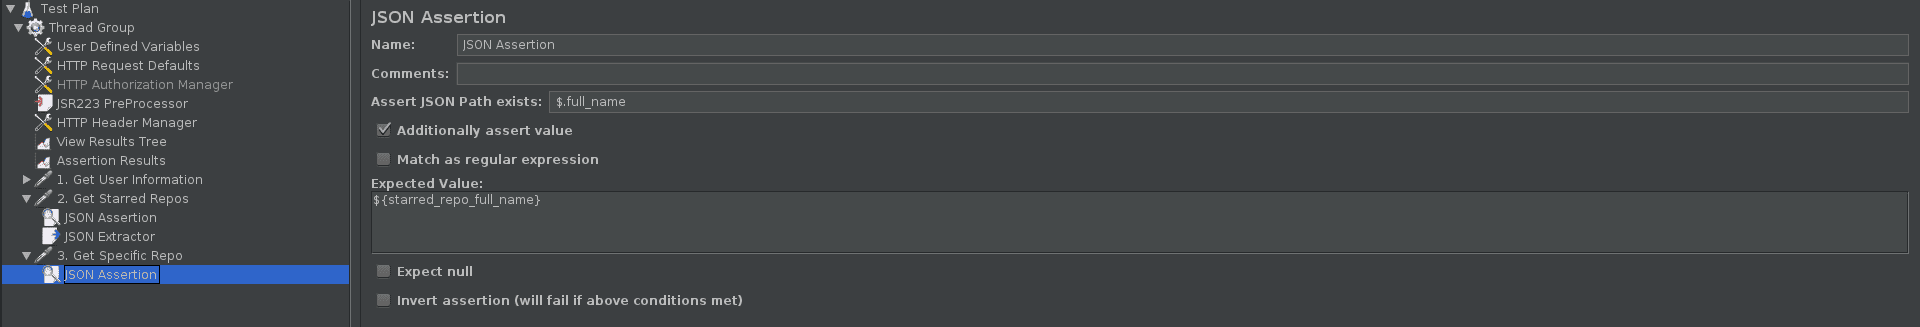 Test Plan
Thread Group
User Defined Variables
HTTP Request Defaults
HTTP Authorization Manager
JSR223 PreProcessor
HTTP Header Manager
View Results Tree
Assertion Results
1. Get User Information
2. Get Starred Repos
JSON Assertion
JSON Extractor
3. Get Specific Repo
JSON Assertion
JSON Assertion
Name: JSON Assertion
Comments:
Assert JSON Path exists: $.full_name
Additionally assert value
Match as regular expression
Expected Value:
${starred_repo_full_name}
Expect null
Invert assertion (will fail if above conditions met)